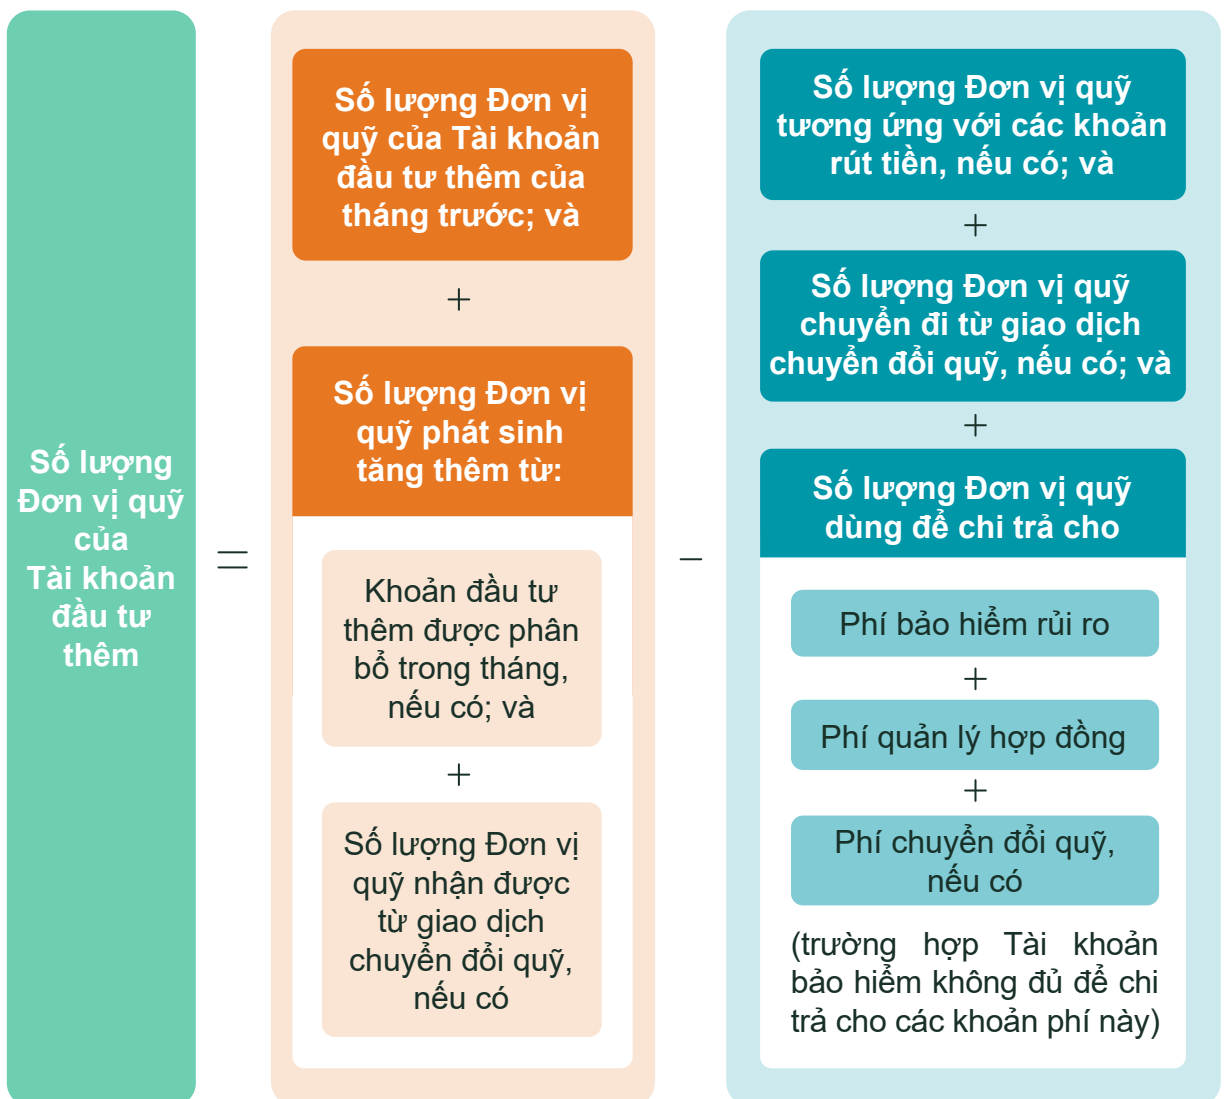 Số lượng
Đơn vị quỹ
của
Tài khoản
đầu tư
thêm
=
Số lượng Đơn vị
quỹ của Tài khoản
đầu tư thêm của
tháng trước; và
+
Số lượng Đơn vị
quỹ phát sinh
tăng thêm từ:
Khoản đầu tư
thêm được phân
bổ trong tháng,
nếu có; và
+
Số lượng Đơn vị
quỹ nhận được
từ giao dịch
chuyển đổi quỹ,
nếu có
−
Số lượng Đơn vị quỹ
tương ứng với các khoản
rút tiền, nếu có; và
+
Số lượng Đơn vị quỹ
chuyển đi từ giao dịch
chuyển đổi quỹ, nếu có; và
+
Số lượng Đơn vị quỹ
dùng để chi trả cho
Phí bảo hiểm rủi ro
+
Phí quản lý hợp đồng
+
Phí chuyển đổi quỹ,
nếu có
(trường hợp Tài khoản
bảo hiểm không đủ để chi
trả cho các khoản phí này)